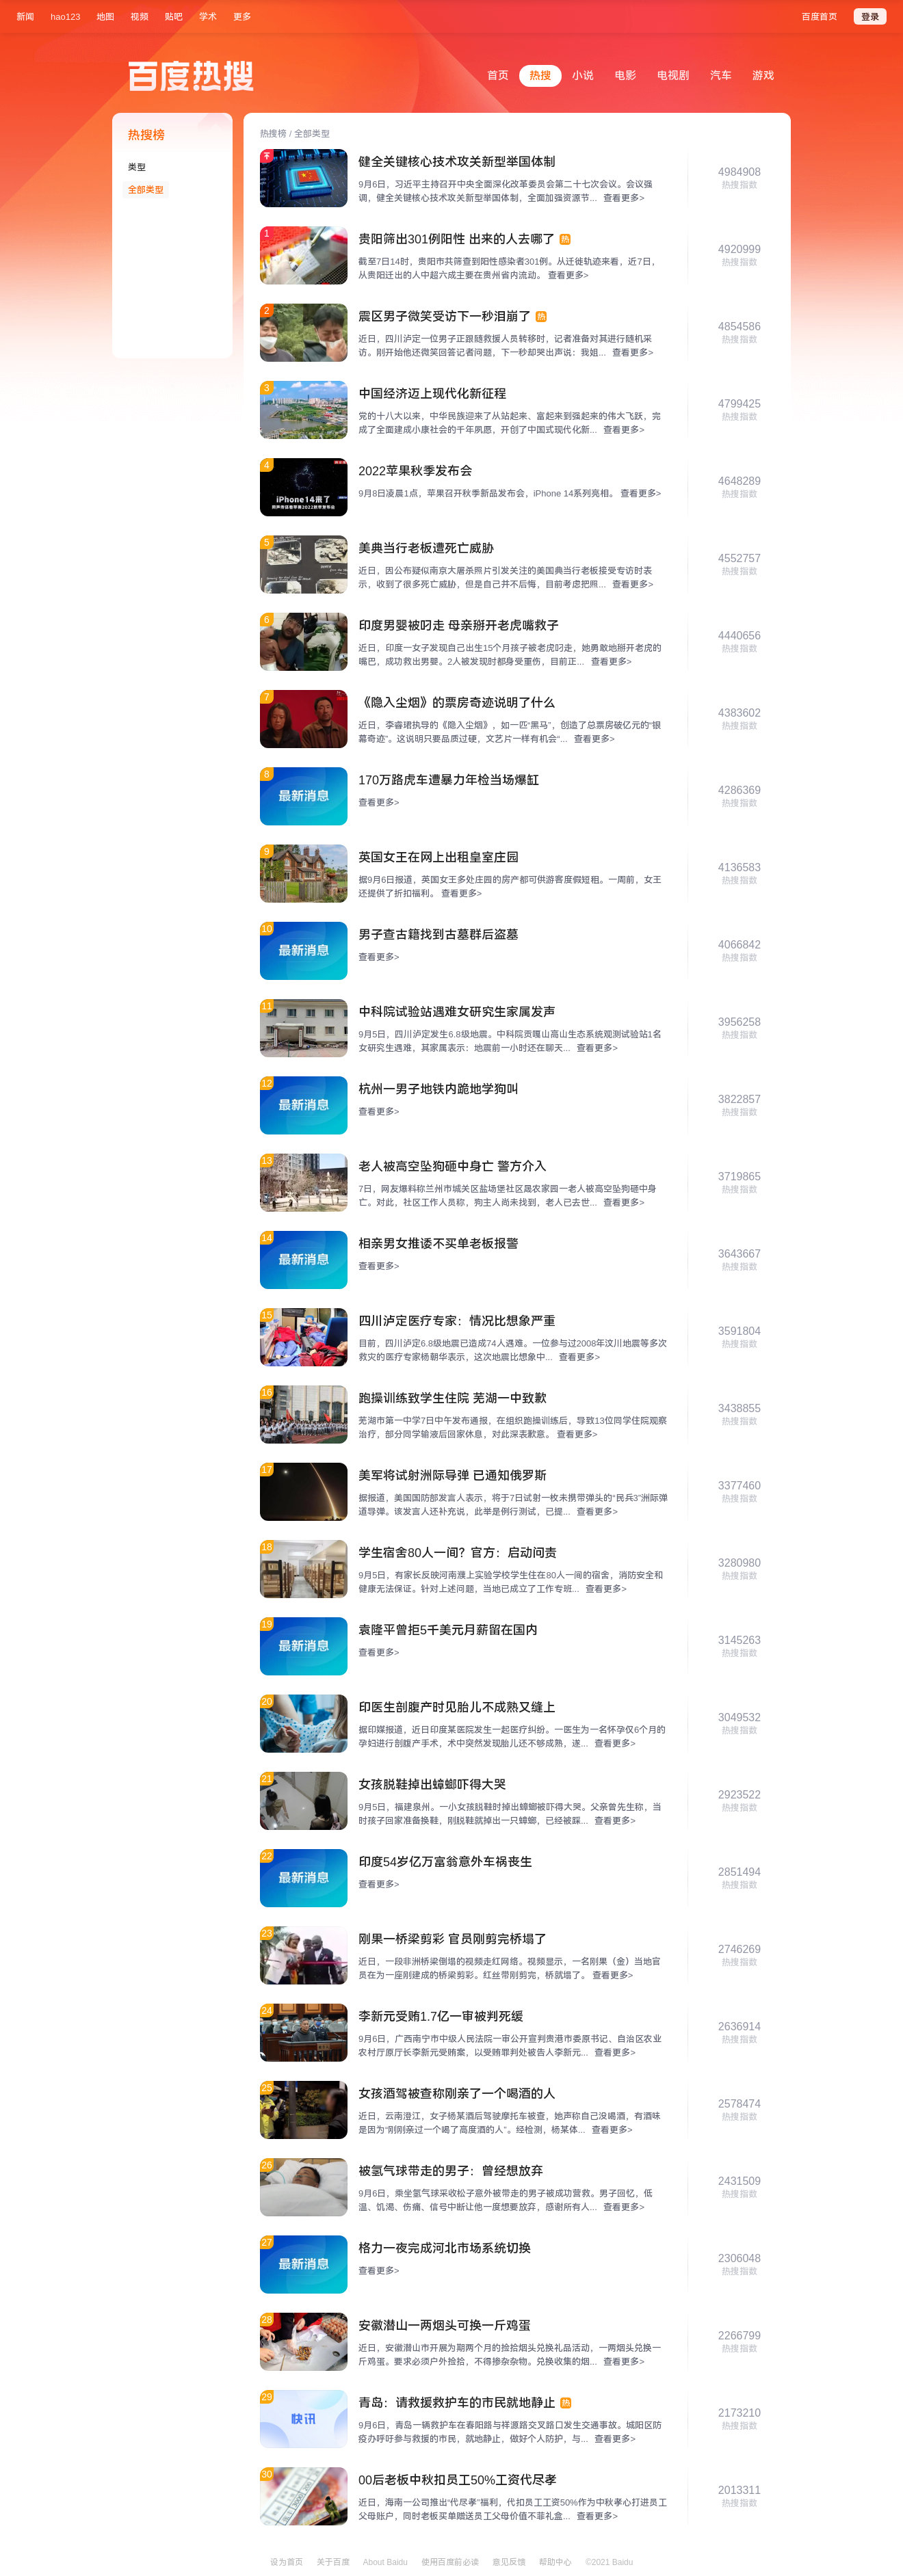 新闻 hao123 地图 视频 贴吧 学术 更多 百度首页 登录
百度热搜 首页 热搜 小说 电影 电视剧 汽车 游戏
热搜榜
类型
全部类型
热搜榜 / 全部类型
健全关键核心技术攻关新型举国体制
9月6日，习近平主持召开中央全面深化改革委员会第二十七次会议。会议强
调，健全关键核心技术攻关新型举国体制，全面加强资源节... 查看更多>
4984908
热搜指数
1
贵阳筛出301例阳性 出来的人去哪了 热
截至7日14时，贵阳市共筛查到阳性感染者301例。从迁徙轨迹来看，近7日，
从贵阳迁出的人中超六成主要在贵州省内流动。 查看更多>
4920999
热搜指数
2
震区男子微笑受访下一秒泪崩了 热
近日，四川泸定一位男子正跟随救援人员转移时，记者准备对其进行随机采
访。刚开始他还微笑回答记者问题，下一秒却哭出声说：我姐... 查看更多>
4854586
热搜指数
3
中国经济迈上现代化新征程
党的十八大以来，中华民族迎来了从站起来、富起来到强起来的伟大飞跃，完
成了全面建成小康社会的千年夙愿，开创了中国式现代化新... 查看更多>
4799425
热搜指数
4
iPhone14来了
2022苹果秋季发布会
9月8日凌晨1点，苹果召开秋季新品发布会，iPhone 14系列亮相。 查看更多>
4648289
热搜指数
5
美典当行老板遭死亡威胁
近日，因公布疑似南京大屠杀照片引发关注的美国典当行老板接受专访时表
示，收到了很多死亡威胁，但是自己并不后悔，目前考虑把照... 查看更多>
4552757
热搜指数
6
印度男婴被叼走 母亲掰开老虎嘴救子
近日，印度一女子发现自己出生15个月孩子被老虎叼走，她勇敢地掰开老虎的
嘴巴，成功救出男婴。2人被发现时都身受重伤，目前正... 查看更多>
4440656
热搜指数
7
《隐入尘烟》的票房奇迹说明了什么
近日，李睿珺执导的《隐入尘烟》，如一匹“黑马”，创造了总票房破亿元的“银
幕奇迹”。这说明只要品质过硬，文艺片一样有机会“... 查看更多>
4383602
热搜指数
8
最新消息
170万路虎车遭暴力年检当场爆缸
查看更多>
4286369
热搜指数
9
英国女王在网上出租皇室庄园
据9月6日报道，英国女王多处庄园的房产都可供游客度假短租。一周前，女王
还提供了折扣福利。 查看更多>
4136583
热搜指数
10
最新消息
男子查古籍找到古墓群后盗墓
查看更多>
4066842
热搜指数
11
中科院试验站遇难女研究生家属发声
9月5日，四川泸定发生6.8级地震。中科院贡嘎山高山生态系统观测试验站1名
女研究生遇难，其家属表示：地震前一小时还在聊天... 查看更多>
3956258
热搜指数
12
最新消息
杭州一男子地铁内跪地学狗叫
查看更多>
3822857
热搜指数
13
老人被高空坠狗砸中身亡 警方介入
7日，网友爆料称兰州市城关区盐场堡社区晟农家园一老人被高空坠狗砸中身
亡。对此，社区工作人员称，狗主人尚未找到，老人已去世... 查看更多>
3719865
热搜指数
14
最新消息
相亲男女推诿不买单老板报警
查看更多>
3643667
热搜指数
15
四川泸定医疗专家：情况比想象严重
目前，四川泸定6.8级地震已造成74人遇难。一位参与过2008年汶川地震等多次
救灾的医疗专家杨朝华表示，这次地震比想象中... 查看更多>
3591804
热搜指数
16
跑操训练致学生住院 芜湖一中致歉
芜湖市第一中学7日中午发布通报，在组织跑操训练后，导致13位同学住院观察
治疗，部分同学输液后回家休息，对此深表歉意。 查看更多>
3438855
热搜指数
17
美军将试射洲际导弹 已通知俄罗斯
据报道，美国国防部发言人表示，将于7日试射一枚未携带弹头的“民兵3”洲际弹
道导弹。该发言人还补充说，此举是例行测试，已提... 查看更多>
3377460
热搜指数
18
学生宿舍80人一间？官方：启动问责
9月5日，有家长反映河南濮上实验学校学生住在80人一间的宿舍，消防安全和
健康无法保证。针对上述问题，当地已成立了工作专班... 查看更多>
3280980
热搜指数
19
最新消息
袁隆平曾拒5千美元月薪留在国内
查看更多>
3145263
热搜指数
20
印医生剖腹产时见胎儿不成熟又缝上
据印媒报道，近日印度某医院发生一起医疗纠纷。一医生为一名怀孕仅6个月的
孕妇进行剖腹产手术，术中突然发现胎儿还不够成熟，遂... 查看更多>
3049532
热搜指数
21
女孩脱鞋掉出蟑螂吓得大哭
9月5日，福建泉州。一小女孩脱鞋时掉出蟑螂被吓得大哭。父亲曾先生称，当
时孩子回家准备换鞋，刚脱鞋就掉出一只蟑螂，已经被踩... 查看更多>
2923522
热搜指数
22
最新消息
印度54岁亿万富翁意外车祸丧生
查看更多>
2851494
热搜指数
23
刚果一桥梁剪彩 官员刚剪完桥塌了
近日，一段非洲桥梁倒塌的视频走红网络。视频显示，一名刚果（金）当地官
员在为一座刚建成的桥梁剪彩。红丝带刚剪完，桥就塌了。 查看更多>
2746269
热搜指数
24
李新元受贿1.7亿一审被判死缓
9月6日，广西南宁市中级人民法院一审公开宣判贵港市委原书记、自治区农业
农村厅原厅长李新元受贿案，以受贿罪判处被告人李新元... 查看更多>
2636914
热搜指数
25
女孩酒驾被查称刚亲了一个喝酒的人
近日，云南澄江，女子杨某酒后驾驶摩托车被查，她声称自己没喝酒，有酒味
是因为“刚刚亲过一个喝了高度酒的人”。经检测，杨某体... 查看更多>
2578474
热搜指数
26
被氢气球带走的男子：曾经想放弃
9月6日，乘坐氢气球采收松子意外被带走的男子被成功营救。男子回忆，低
温、饥渴、伤痛、信号中断让他一度想要放弃，感谢所有人... 查看更多>
2431509
热搜指数
27
最新消息
格力一夜完成河北市场系统切换
查看更多>
2306048
热搜指数
28
安徽潜山一两烟头可换一斤鸡蛋
近日，安徽潜山市开展为期两个月的捡拾烟头兑换礼品活动，一两烟头兑换一
斤鸡蛋。要求必须户外捡拾，不得掺杂杂物。兑换收集的烟... 查看更多>
2266799
热搜指数
29
快讯
青岛：请救援救护车的市民就地静止 热
9月6日，青岛一辆救护车在春阳路与祥源路交叉路口发生交通事故。城阳区防
疫办呼吁参与救援的市民，就地静止，做好个人防护，与... 查看更多>
2173210
热搜指数
30
00后老板中秋扣员工50%工资代尽孝
近日，海南一公司推出“代尽孝”福利，代扣员工工资50%作为中秋孝心打进员工
父母账户，同时老板买单赠送员工父母价值不菲礼盒... 查看更多>
2013311
热搜指数
设为首页 关于百度 About Baidu 使用百度前必读 意见反馈 帮助中心 ©2021 Baidu